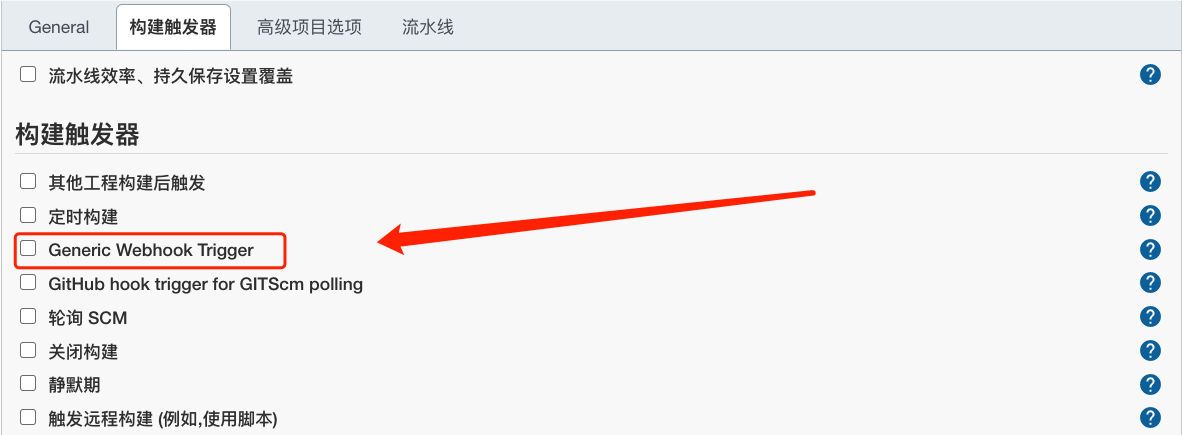 General 构建触发器 高级项目选项 流水线
流水线效率、持久保存设置覆盖 ?
构建触发器
其他工程构建后触发 ?
定时构建 ?
Generic Webhook Trigger ?
GitHub hook trigger for GITScm polling ?
轮询 SCM ?
关闭构建 ?
静默期 ?
触发远程构建 (例如,使用脚本) ?